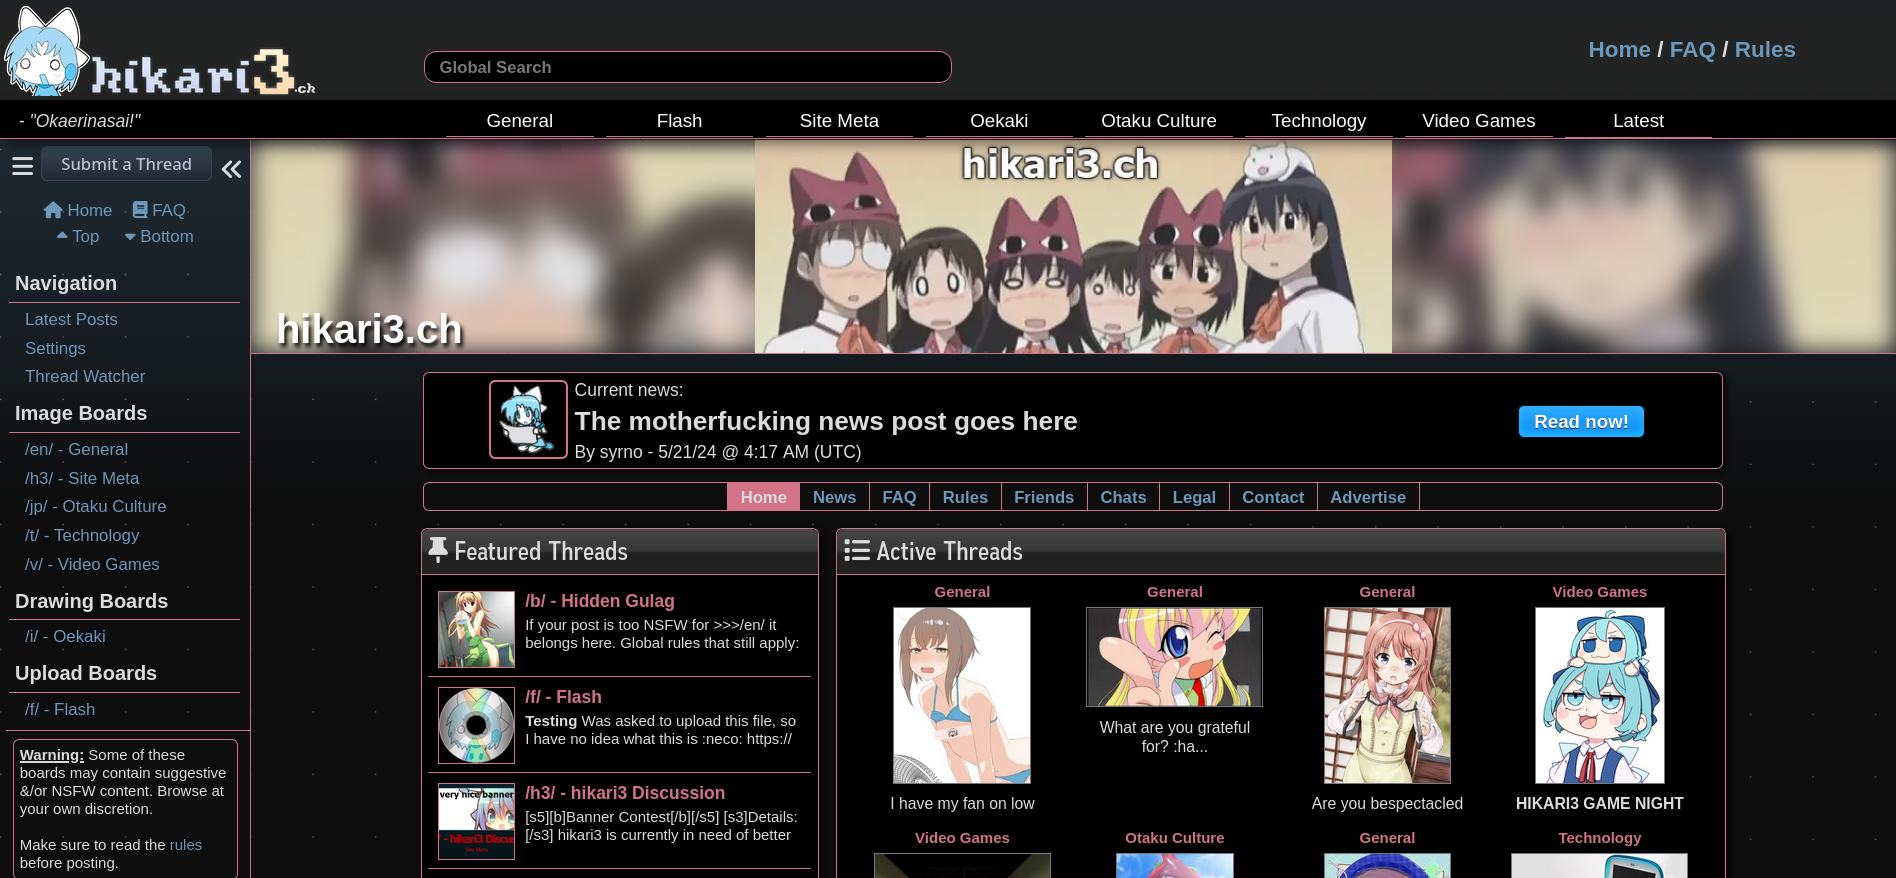 hikari3.ch
Global Search
Home / FAQ / Rules
- "Okaerinasai!"
General
Flash
Site Meta
Oekaki
Otaku Culture
Technology
Video Games
Latest
Submit a Thread
Home
FAQ
Top
Bottom
Navigation
Latest Posts
Settings
Thread Watcher
Image Boards
/en/ - General
/h3/ - Site Meta
/jp/ - Otaku Culture
/t/ - Technology
/v/ - Video Games
Drawing Boards
/i/ - Oekaki
Upload Boards
/f/ - Flash
Warning: Some of these
boards may contain suggestive
&/or NSFW content. Browse at
your own discretion.
Make sure to read the rules
before posting.
hikari3.ch
hikari3.ch
Current news:
The motherfucking news post goes here
By syrno - 5/21/24 @ 4:17 AM (UTC)
Read now!
Home
News
FAQ
Rules
Friends
Chats
Legal
Contact
Advertise
Featured Threads
/b/ - Hidden Gulag
If your post is too NSFW for >>>/en/ it
belongs here. Global rules that still apply:
/f/ - Flash
Testing Was asked to upload this file, so
I have no idea what this is :neco: https://
very nice banner
- hikari3 Discus
Site Meta
/h3/ - hikari3 Discussion
[s5][b]Banner Contest[/b][/s5] [s3]Details:
[/s3] hikari3 is currently in need of better
Active Threads
General
I have my fan on low
General
What are you grateful
for? :ha...
General
Are you bespectacled
Video Games
HIKARI3 GAME NIGHT
Video Games
Otaku Culture
General
Technology